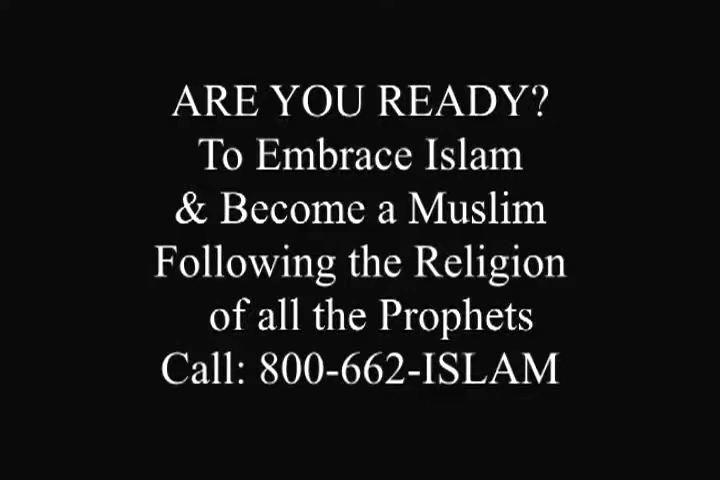 ARE YOU READY?
To Embrace Islam
& Become a Muslim
Following the Religion
of all the Prophets
Call: 800-662-ISLAM